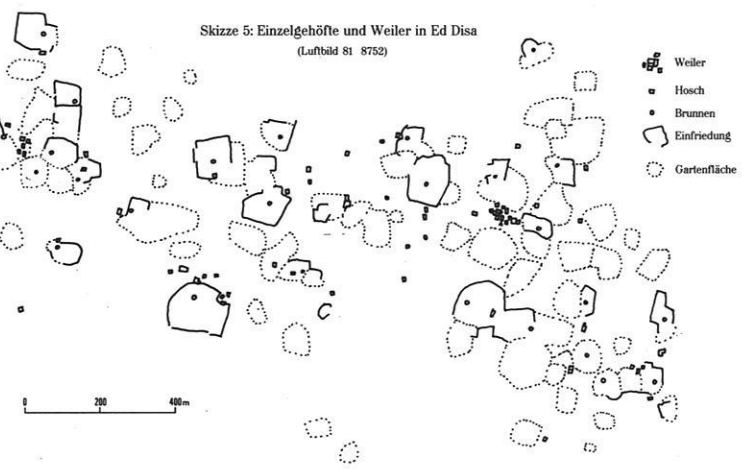 Skizze 5: Einzelgehöfte und Weiler in Ed Disa
(Luftbild 81 8752)
Weiler
Hosch
Brunnen
Einfriedung
Gartenfläche
0 200 400m